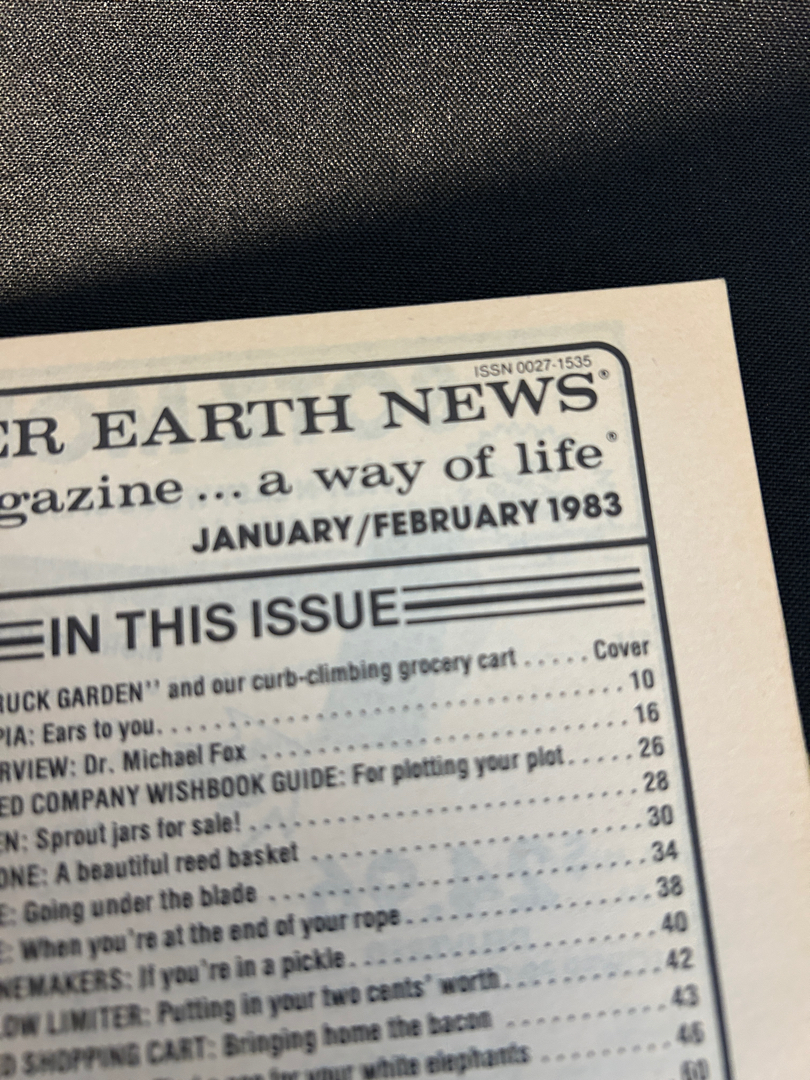 ISSN 0027-1535
ER EARTH NEWS®
gazine... a way of life®
JANUARY/FEBRUARY 1983
IN THIS ISSUE
RUCK GARDEN" and our curb-climbing grocery cart ..... Cover
PIA: Ears to you. .......... 10
RVIEW: Dr. Michael Fox .......... 16
ED COMPANY WISHBOOK GUIDE: For plotting your plot..... 26
EN: Sprout jars for sale! .......... 28
ONE: A beautiful reed basket .......... 30
E: Going under the blade .......... 34
E: When you're at the end of your rope .......... 38
NEMAKERS: If you're in a pickle. .......... 40
OW LIMITER: Putting in your two cents' worth .......... 42
D SHOPPING CART: Bringing home the bacon .......... 43
for your white elephants .......... 46
60